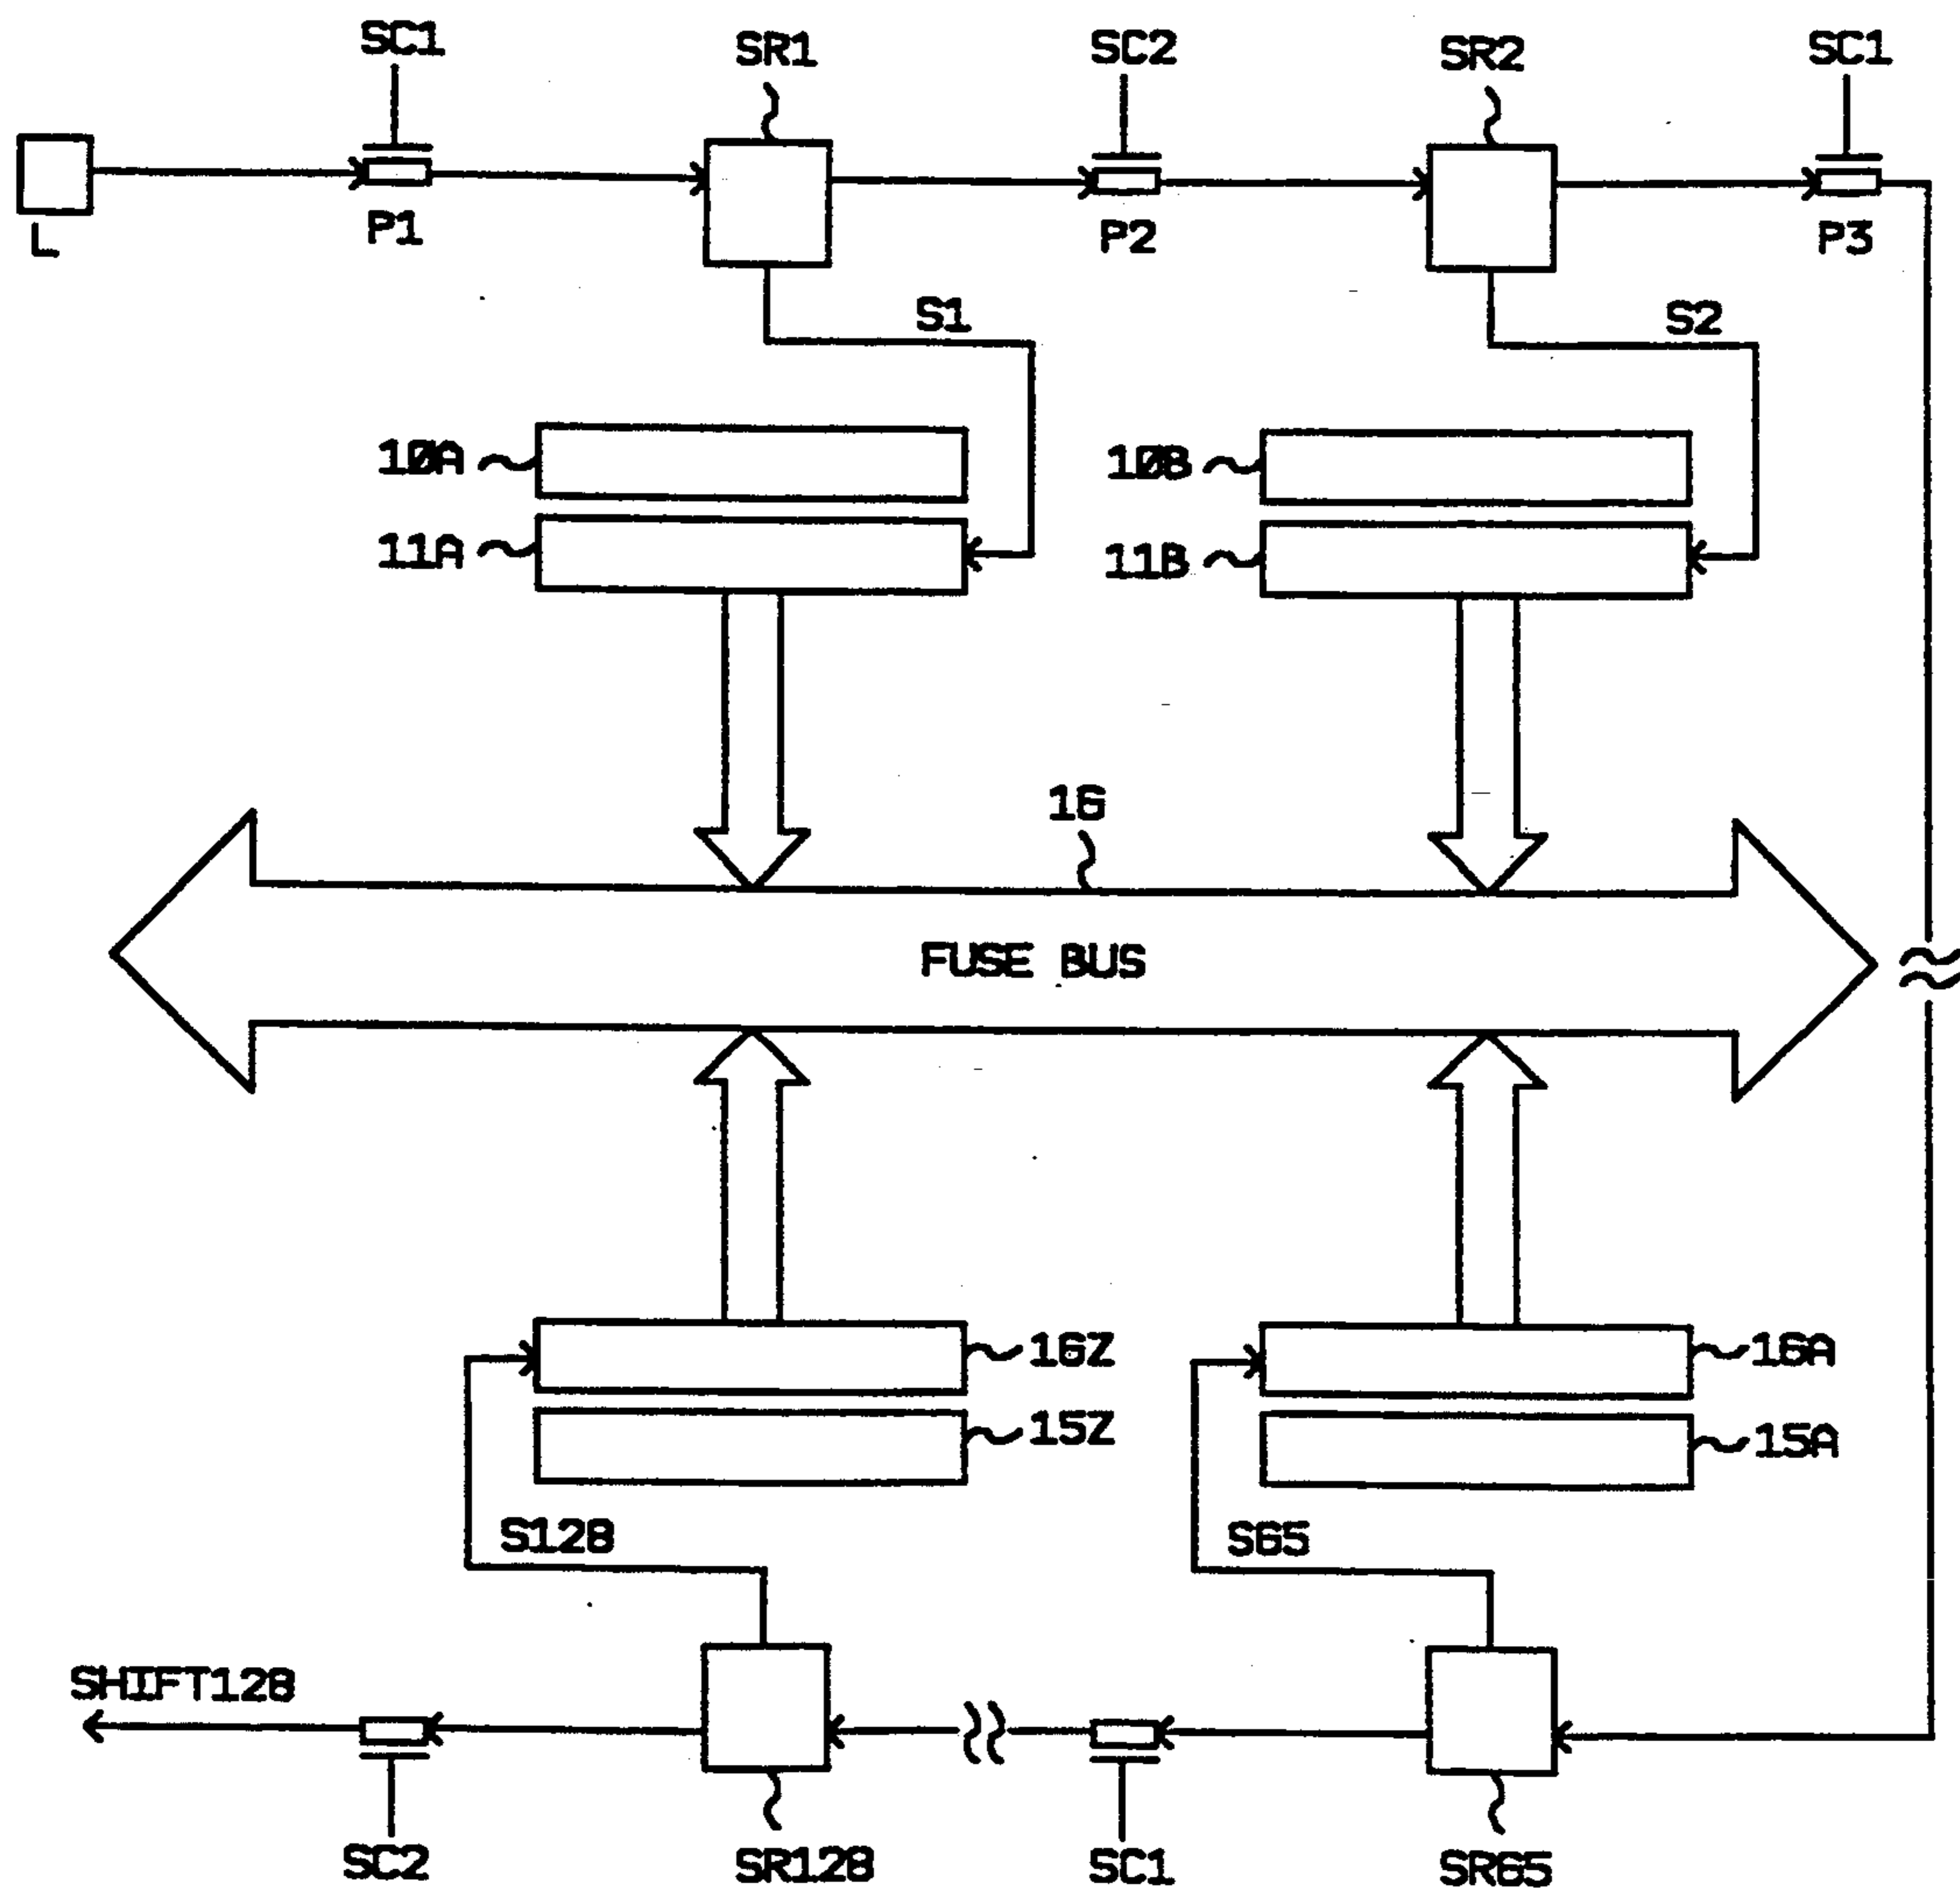 SC1
SR1
SC2
SR2
SC1
L
P1
P2
P3
S1
S2
10A
10B
11A
11B
16
FUSE BUS
16Z
16A
15Z
15A
S128
S65
SHIFT128
SC2
SR128
SC1
SR65